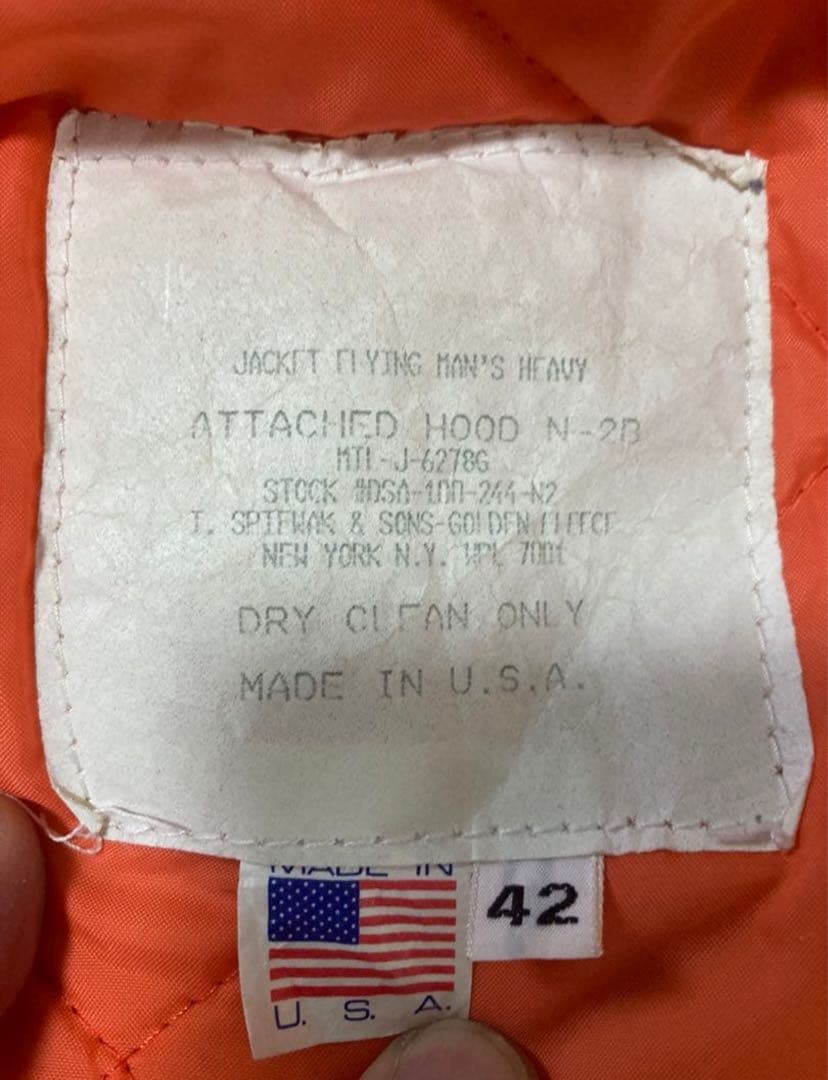 JACKET FLYING MAN'S HEAVY
ATTACHED HOOD N-2B
MIL-J-6278G
STOCK #DSA-100-244-N2
I. SPIEWAK & SONS-GOLDEN FLEECE
NEW YORK N.Y. WPL 7001
DRY CLEAN ONLY
MADE IN U.S.A.
MADE IN
42
U. S. A.